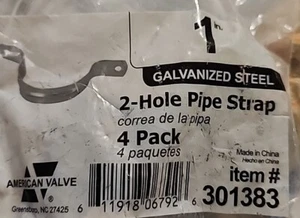 1 IN.
GALVANIZED STEEL
2-Hole Pipe Strap
correa de la pipa
4 Pack
4 paquetes
Made in China
Hecho en China
AMERICAN VALVE
Greensboro, NC 27425
6 11918 06792 6
item #
301383